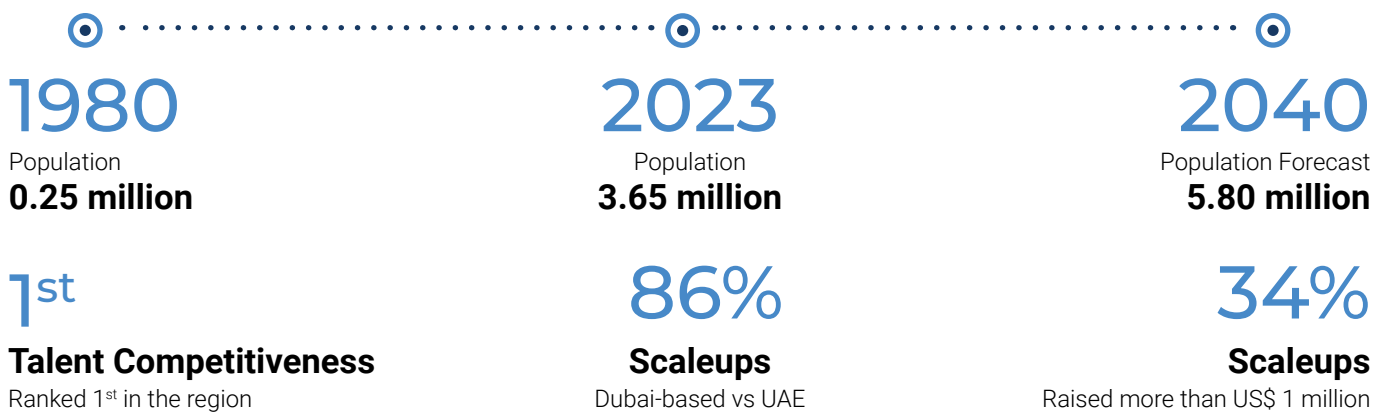 1980
Population
0.25 million
2023
Population
3.65 million
2040
Population Forecast
5.80 million
1st
Talent Competitiveness
Ranked 1st in the region
86%
Scaleups
Dubai-based vs UAE
34%
Scaleups
Raised more than US$ 1 million